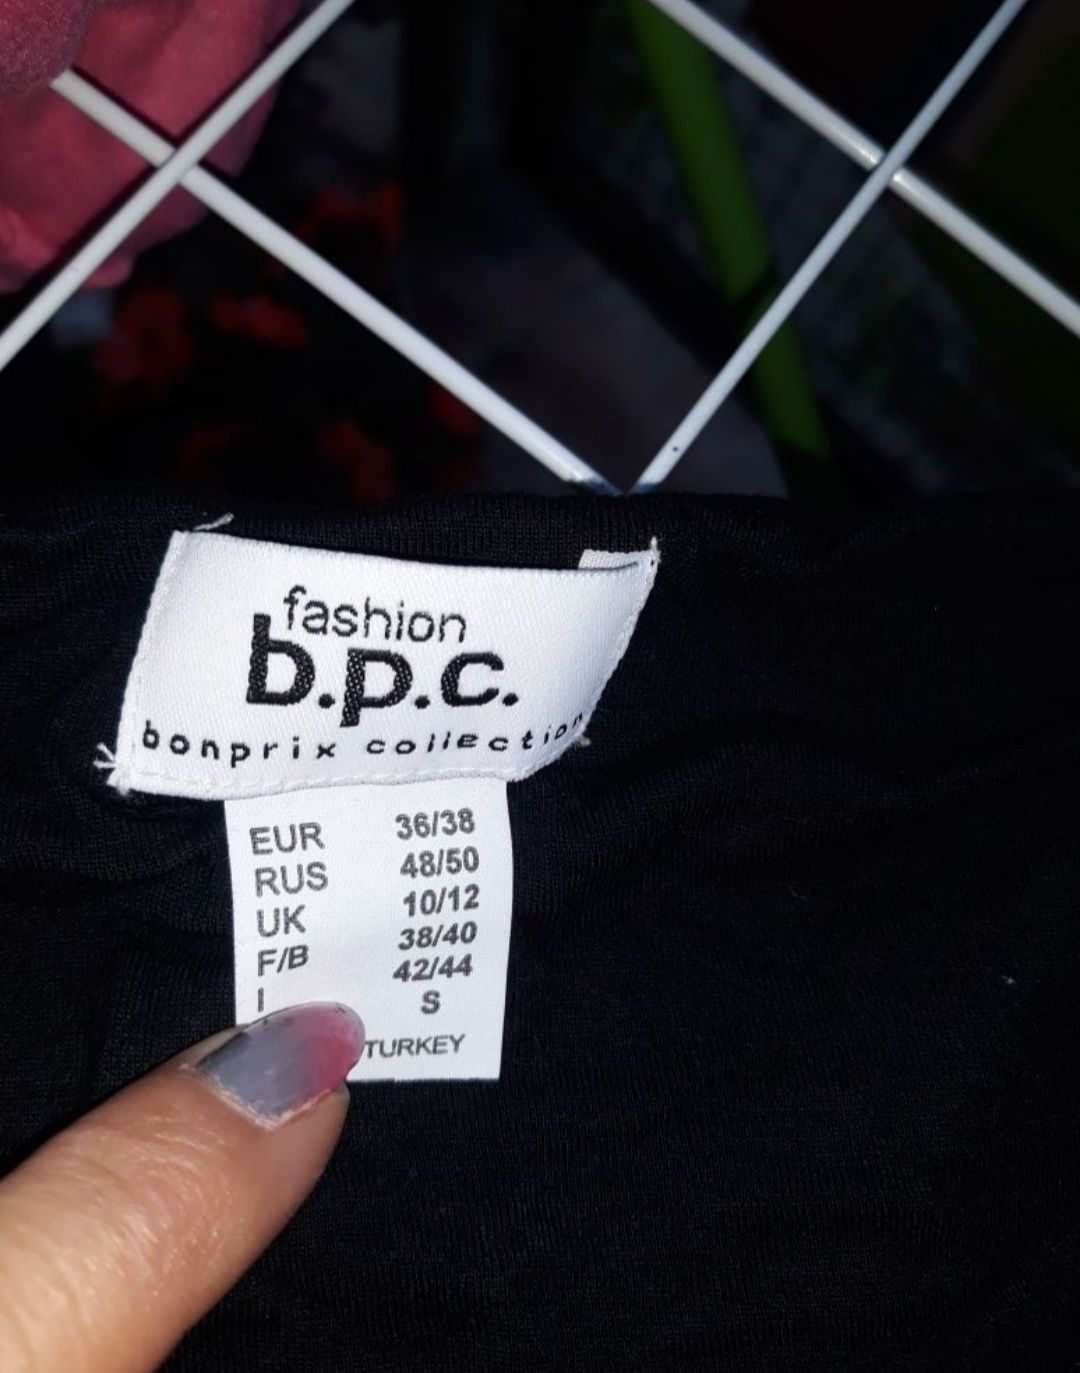 fashion
b.p.c.
bonprix collection
EUR 36/38
RUS 48/50
UK 10/12
F/B 38/40
I 42/44
S
TURKEY